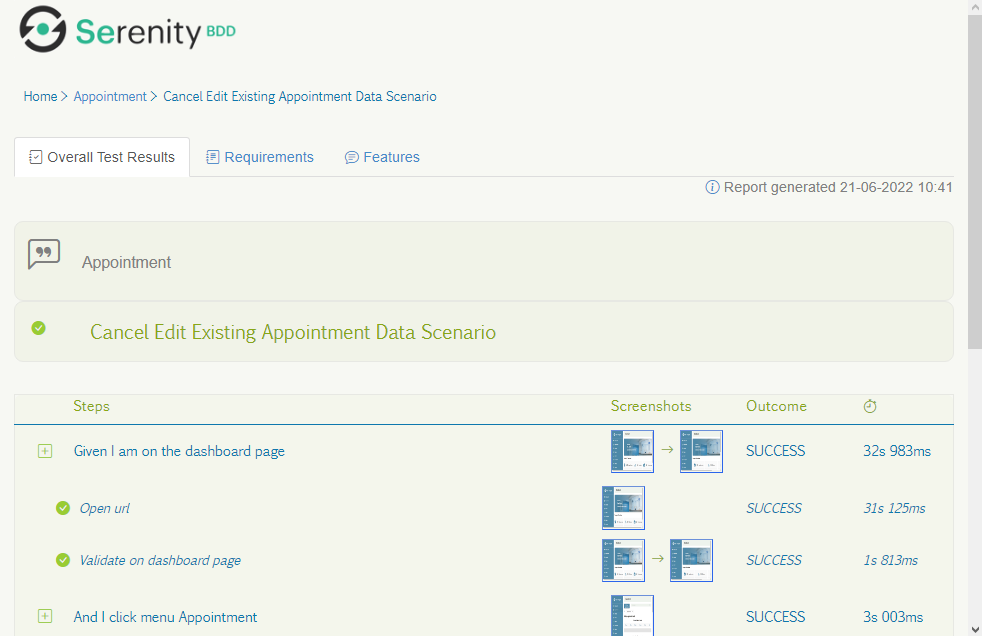 Serenity BDD
Home > Appointment > Cancel Edit Existing Appointment Data Scenario
Overall Test Results Requirements Features
Report generated 21-06-2022 10:41
Appointment
Cancel Edit Existing Appointment Data Scenario
Steps Screenshots Outcome
Given I am on the dashboard page SUCCESS 32s 983ms
Open url SUCCESS 31s 125ms
Validate on dashboard page SUCCESS 1s 813ms
And I click menu Appointment SUCCESS 3s 003ms